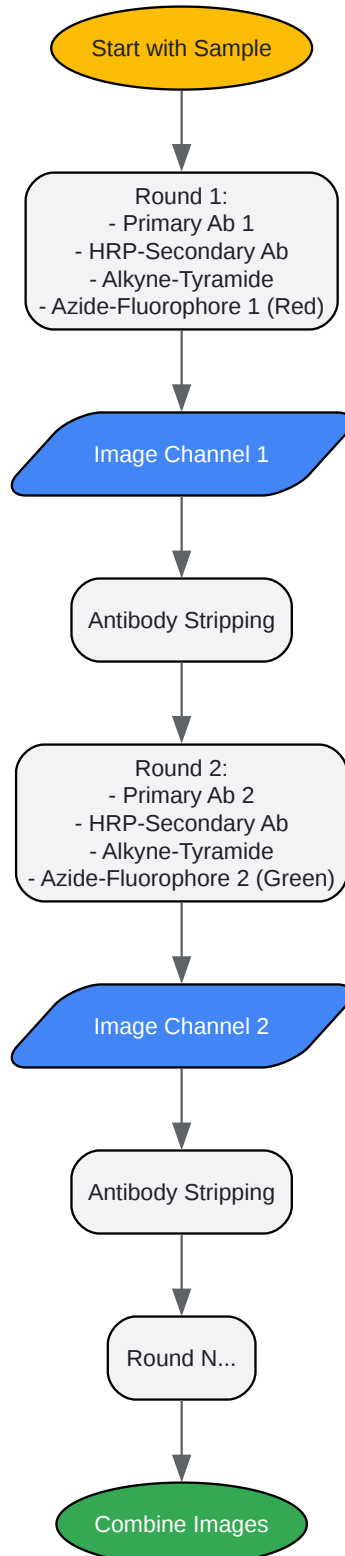 Start with Sample
Round 1:
- Primary Ab 1
- HRP-Secondary Ab
- Alkyne-Tyramide
- Azide-Fluorophore 1 (Red)
Image Channel 1
Antibody Stripping
Round 2:
- Primary Ab 2
- HRP-Secondary Ab
- Alkyne-Tyramide
- Azide-Fluorophore 2 (Green)
Image Channel 2
Antibody Stripping
Round N...
Combine Images